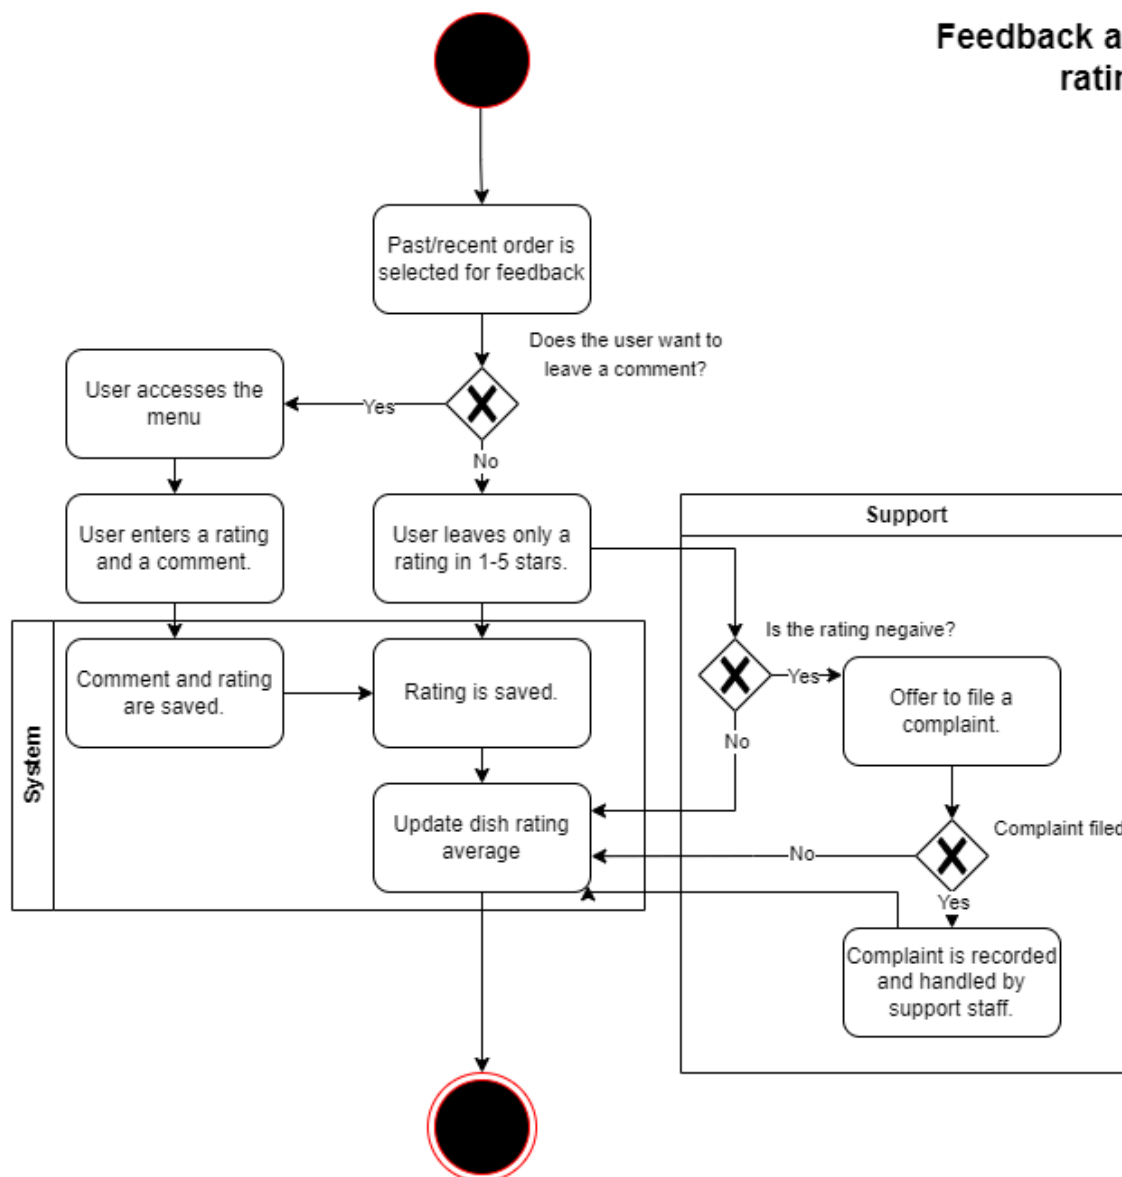 Feedback a
ratin
Past/recent order is
selected for feedback
Does the user want to
leave a comment?
User accesses the
menu
Yes
No
User enters a rating
and a comment.
User leaves only a
rating in 1-5 stars.
Support
Is the rating negaive?
System
Comment and rating
are saved.
Rating is saved.
Yes
Offer to file a
complaint.
No
Update dish rating
average
Complaint filed
No
Yes
Complaint is recorded
and handled by
support staff.